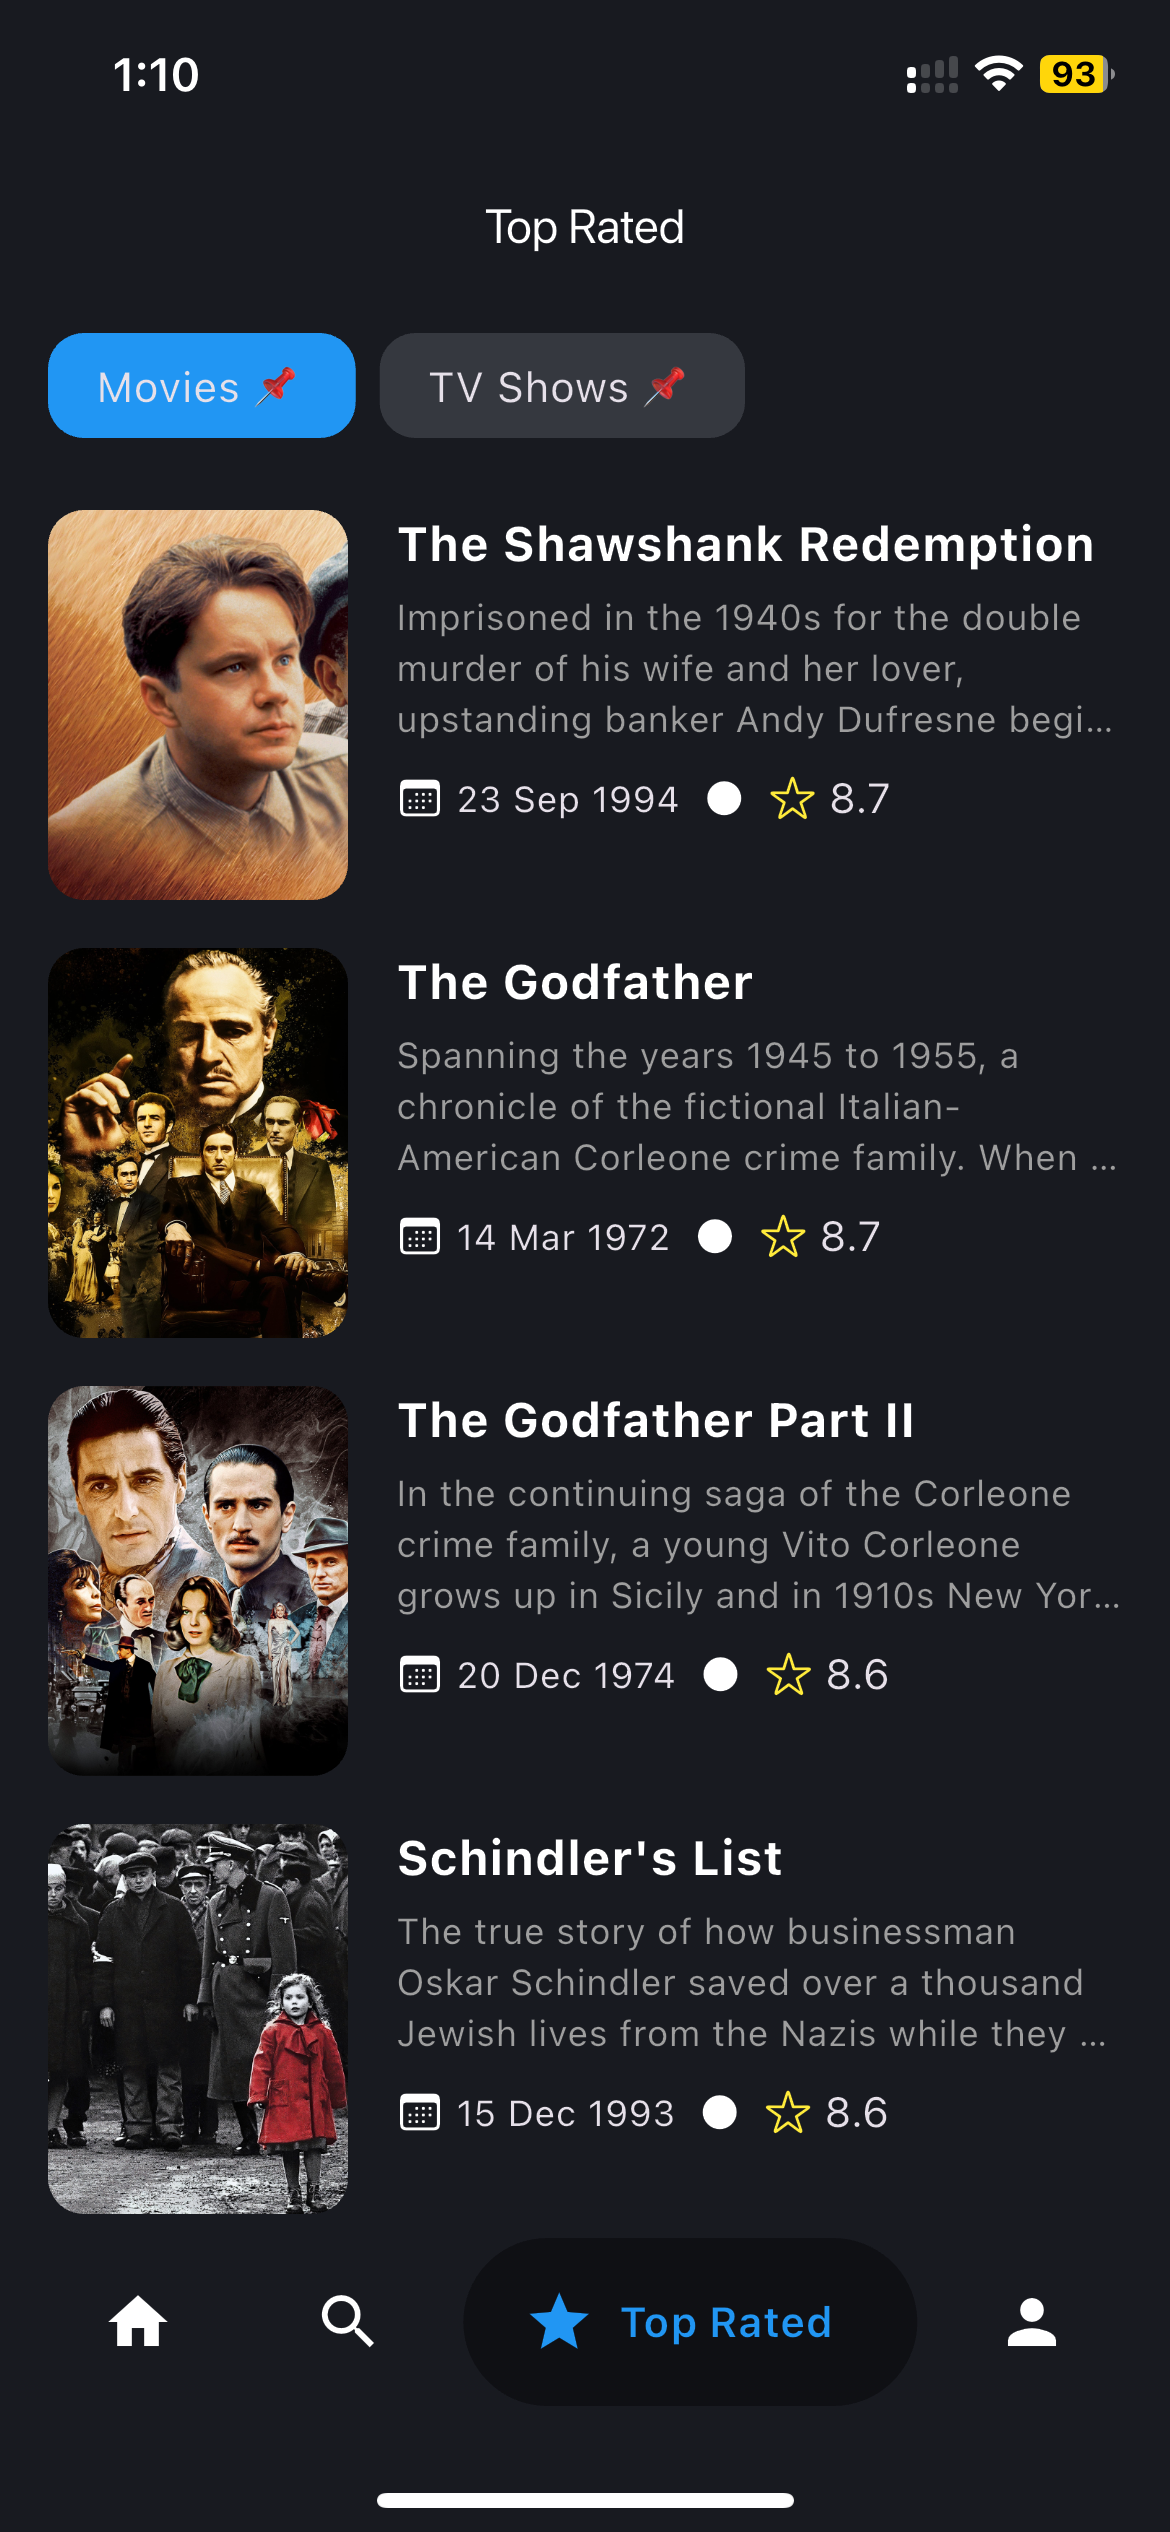 1:10
93
Top Rated
Movies 📌
TV Shows 📌
The Shawshank Redemption
Imprisoned in the 1940s for the double
murder of his wife and her lover,
upstanding banker Andy Dufresne begi...
23 Sep 1994
8.7
The Godfather
Spanning the years 1945 to 1955, a
chronicle of the fictional Italian-
American Corleone crime family. When ...
14 Mar 1972
8.7
The Godfather Part II
In the continuing saga of the Corleone
crime family, a young Vito Corleone
grows up in Sicily and in 1910s New Yor...
20 Dec 1974
8.6
Schindler's List
The true story of how businessman
Oskar Schindler saved over a thousand
Jewish lives from the Nazis while they ...
15 Dec 1993
8.6
Top Rated